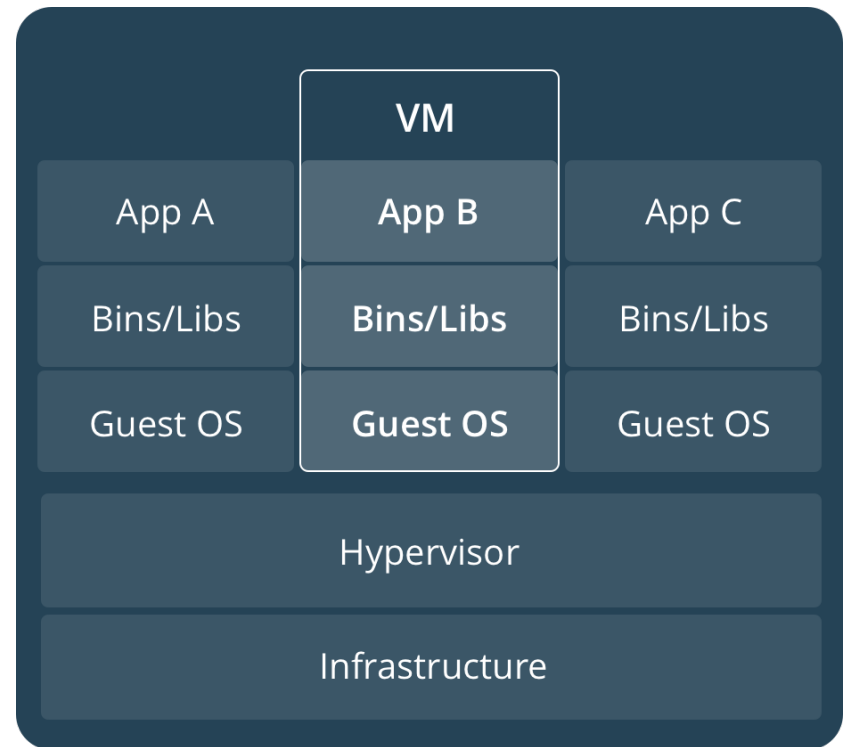 VM
App A
App B
App C
Bins/Libs
Bins/Libs
Bins/Libs
Guest OS
Guest OS
Guest OS
Hypervisor
Infrastructure